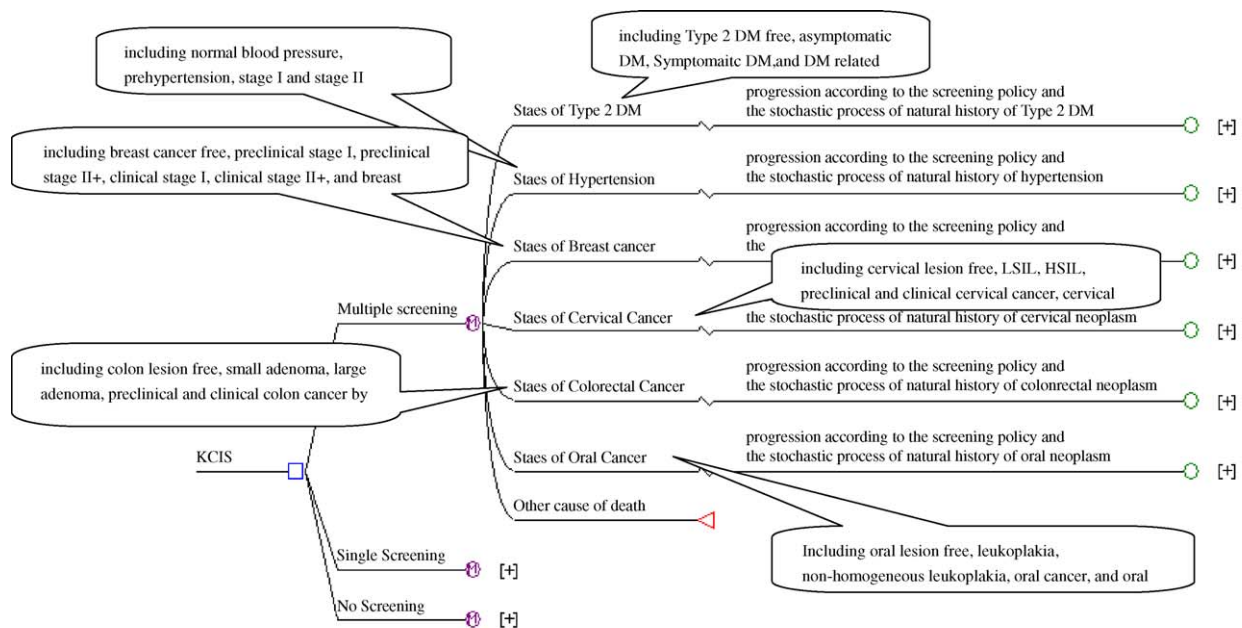 including Type 2 DM free, asymptomatic
DM, Symptomaitc DM,and DM related
including normal blood pressure,
prehypertension, stage I and stage II
Staes of Type 2 DM
progression according to the screening policy and
the stochastic process of natural history of Type 2 DM
[+]
including breast cancer free, preclinical stage I, preclinical
stage II+, clinical stage I, clinical stage II+, and breast
Staes of Hypertension
progression according to the screening policy and
the stochastic process of natural history of hypertension
[+]
Staes of Breast cancer
progression according to the screening policy and
the
[+]
including cervical lesion free, LSIL, HSIL,
preclinical and clinical cervical cancer, cervical
Multiple screening
M
Staes of Cervical Cancer
the stochastic process of natural history of cervical neoplasm
[+]
including colon lesion free, small adenoma, large
adenoma, preclinical and clinical colon cancer by
Staes of Colorectal Cancer
progression according to the screening policy and
the stochastic process of natural history of colonrectal neoplasm
[+]
KCIS
Staes of Oral Cancer
progression according to the screening policy and
the stochastic process of natural history of oral neoplasm
[+]
Other cause of death
Including oral lesion free, leukoplakia,
non-homogeneous leukoplakia, oral cancer, and oral
Single Screening
M
[+]
No Screening
M
[+]